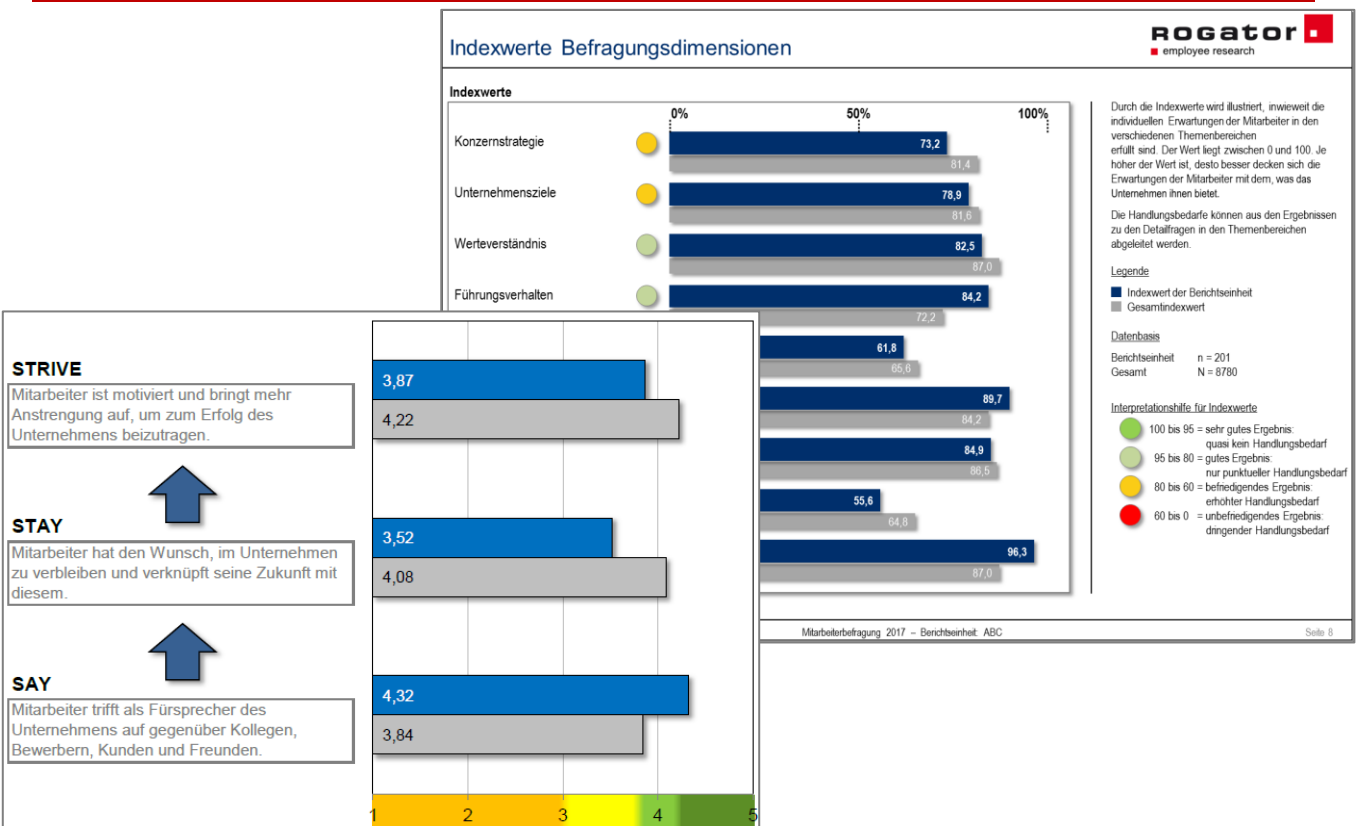 Indexwerte Befragungsdimensionen
ROGator
employee research
Indexwerte
0% 50% 100%
Konzernstrategie
73,2
81,4
Unternehmensziele
78,9
81,6
Werteverständnis
82,5
87,0
Führungsverhalten
84,2
72,2
61,8
65,6
89,7
84,2
84,9
86,5
55,6
64,8
96,3
87,0
Durch die Indexwerte wird illustriert, inwieweit die
individuellen Erwartungen der Mitarbeiter in den
verschiedenen Themenbereichen
erfüllt sind. Der Wert liegt zwischen 0 und 100. Je
höher der Wert ist, desto besser decken sich die
Erwartungen der Mitarbeiter mit dem, was das
Unternehmen ihnen bietet.
Die Handlungsbedarfe können aus den Ergebnissen
zu den Detailfragen in den Themenbereichen
abgeleitet werden.
Legende
Indexwert der Berichtseinheit
Gesamtindexwert
Datenbasis
Berichtseinheit n = 201
Gesamt N = 8780
Interpretationshilfe für Indexwerte
100 bis 95 = sehr gutes Ergebnis:
quasi kein Handlungsbedarf
95 bis 80 = gutes Ergebnis:
nur punktueller Handlungsbedarf
80 bis 60 = befriedigendes Ergebnis:
erhöhter Handlungsbedarf
60 bis 0 = unbefriedigendes Ergebnis:
dringender Handlungsbedarf
Mitarbeiterbefragung 2017 – Berichtseinheit: ABC
Seite 8
STRIVE
Mitarbeiter ist motiviert und bringt mehr
Anstrengung auf, um zum Erfolg des
Unternehmens beizutragen.
3,87
4,22
STAY
Mitarbeiter hat den Wunsch, im Unternehmen
zu verbleiben und verknüpft seine Zukunft mit
diesem.
3,52
4,08
SAY
Mitarbeiter trifft als Fürsprecher des
Unternehmens auf gegenüber Kollegen,
Bewerbern, Kunden und Freunden.
4,32
3,84
1 2 3 4 5